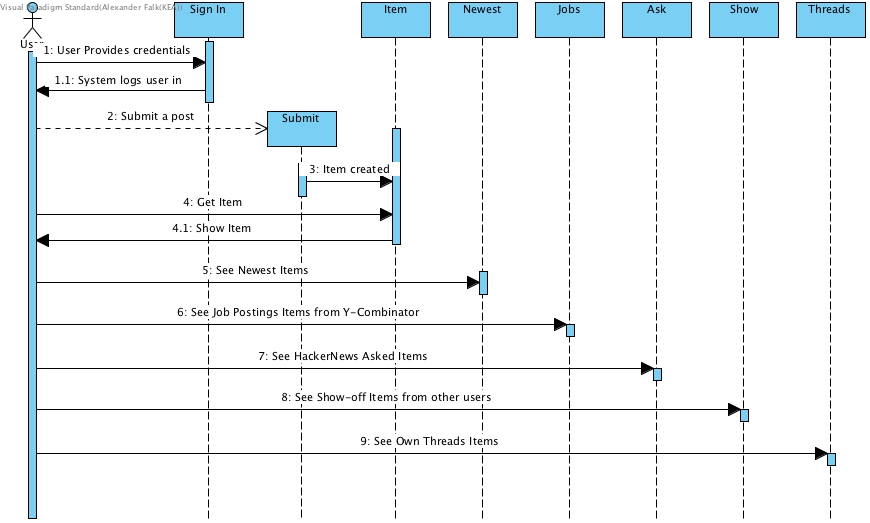 Visual Paradigm Standard(Alexander Falk(KEA))
Sign In
Item
Newest
Jobs
Ask
Show
Threads
1: User Provides credentials
1.1: System logs user in
2: Submit a post
Submit
3: Item created
4: Get Item
4.1: Show Item
5: See Newest Items
6: See Job Postings Items from Y-Combinator
7: See HackerNews Asked Items
8: See Show-off Items from other users
9: See Own Threads Items